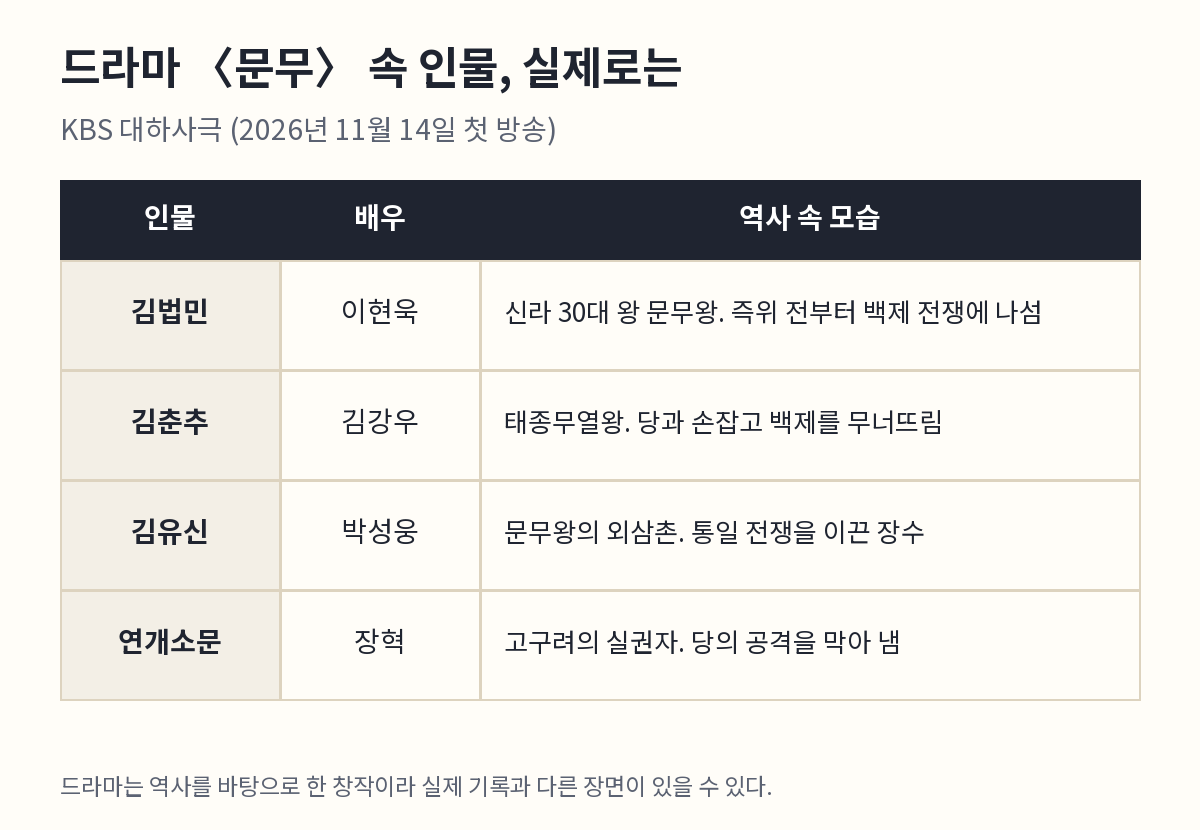 드라마 〈문무〉 속 인물, 실제로는
KBS 대하사극 (2026년 11월 14일 첫 방송)
인물 배우 역사 속 모습
김법민 이현욱 신라 30대 왕 문무왕. 즉위 전부터 백제 전쟁에 나섬
김춘추 김강우 태종무열왕. 당과 손잡고 백제를 무너뜨림
김유신 박성웅 문무왕의 외삼촌. 통일 전쟁을 이끈 장수
연개소문 장혁 고구려의 실권자. 당의 공격을 막아 냄
드라마는 역사를 바탕으로 한 창작이라 실제 기록과 다른 장면이 있을 수 있다.